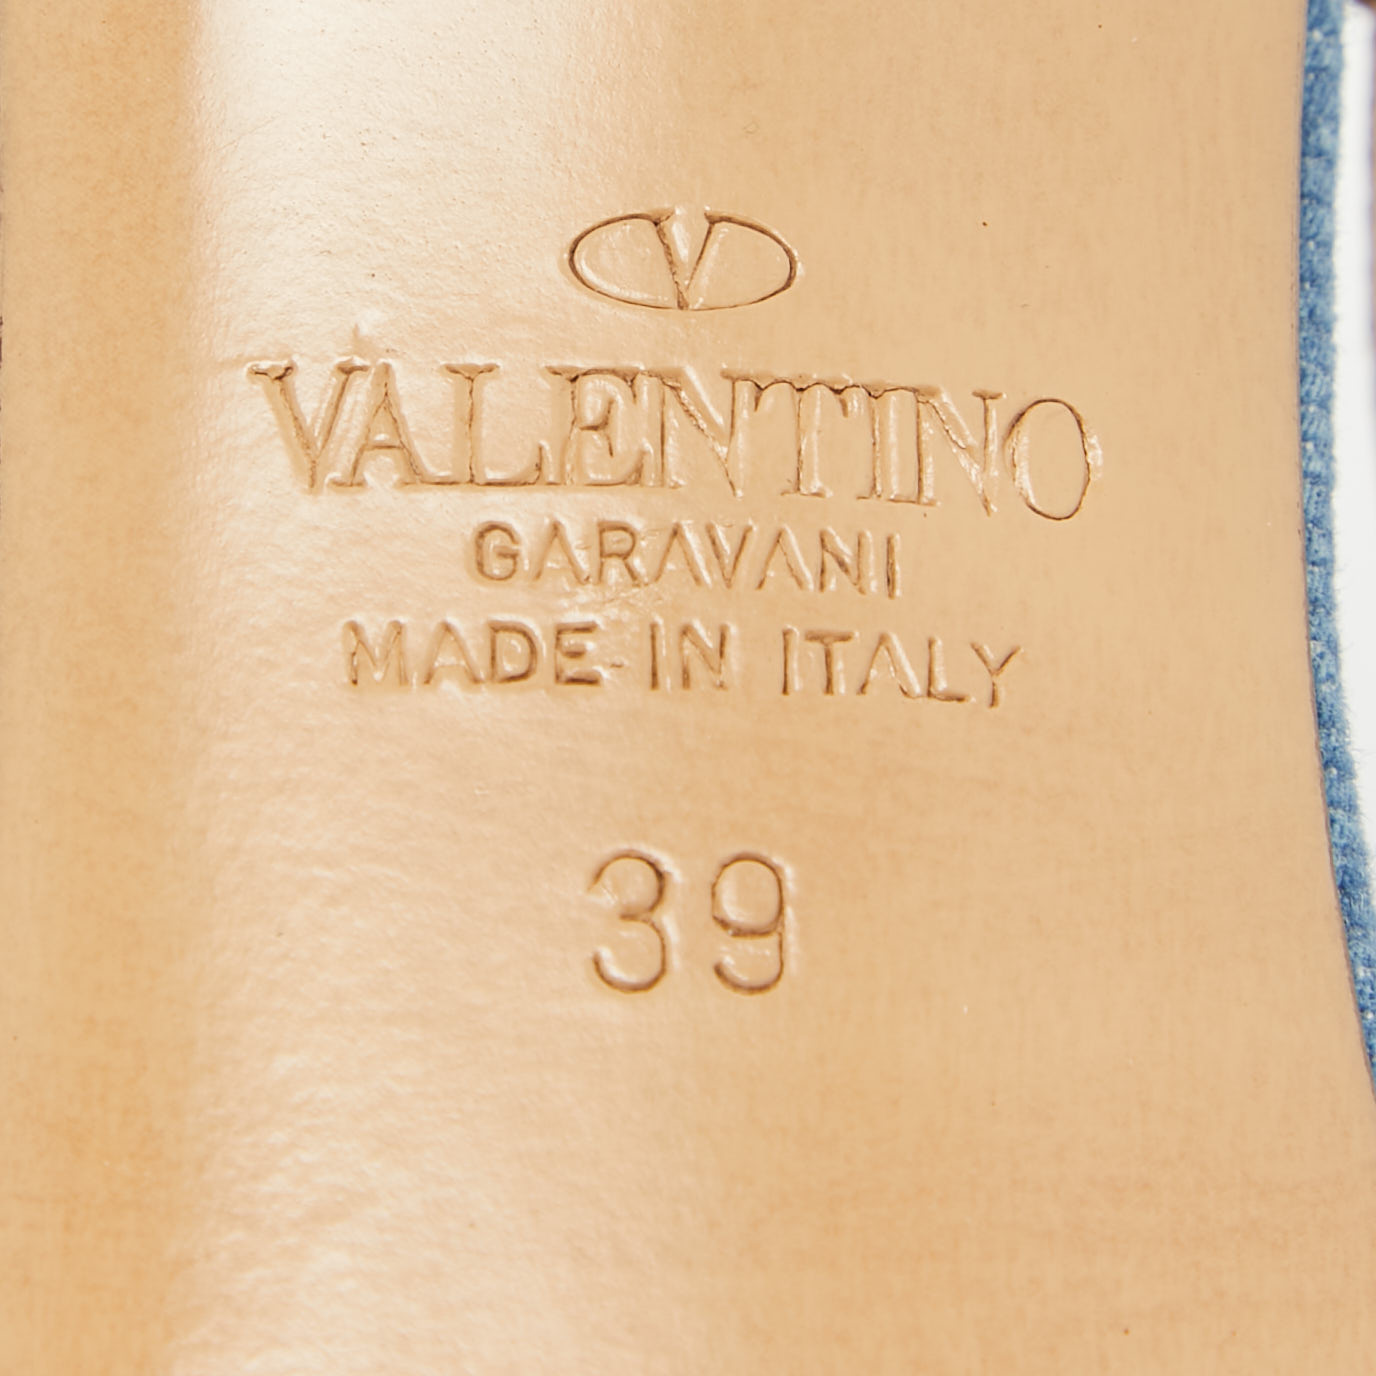 V
VALENTINO
GARAVANI
MADE IN ITALY
39